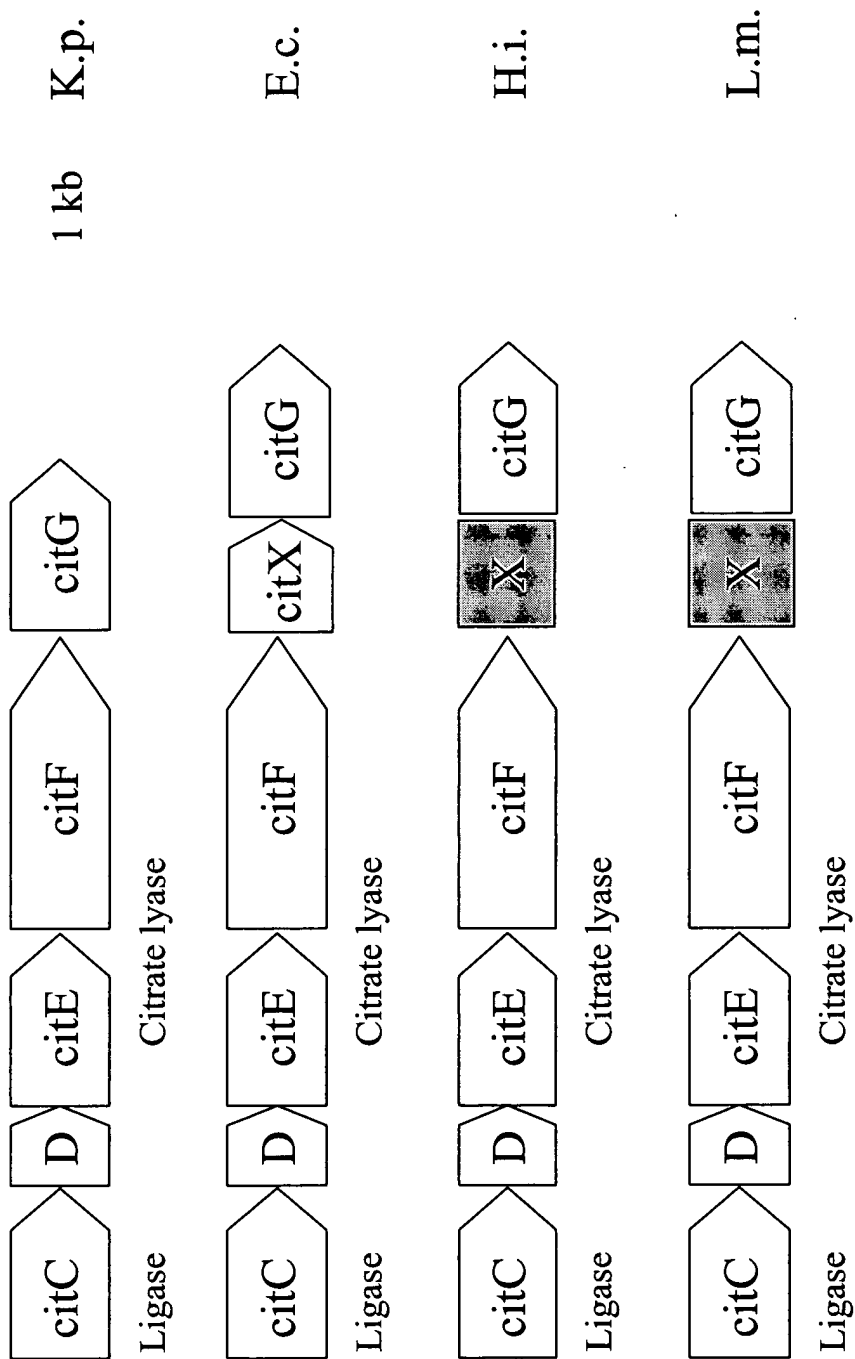 citC D citE citF citG 1 kb K.p.
Ligase Citrate lyase
citC D citE citF citX citG E.c.
Ligase Citrate lyase
citC D citE citF X citG H.i.
Ligase Citrate lyase
citC D citE citF X citG L.m.
Ligase Citrate lyase